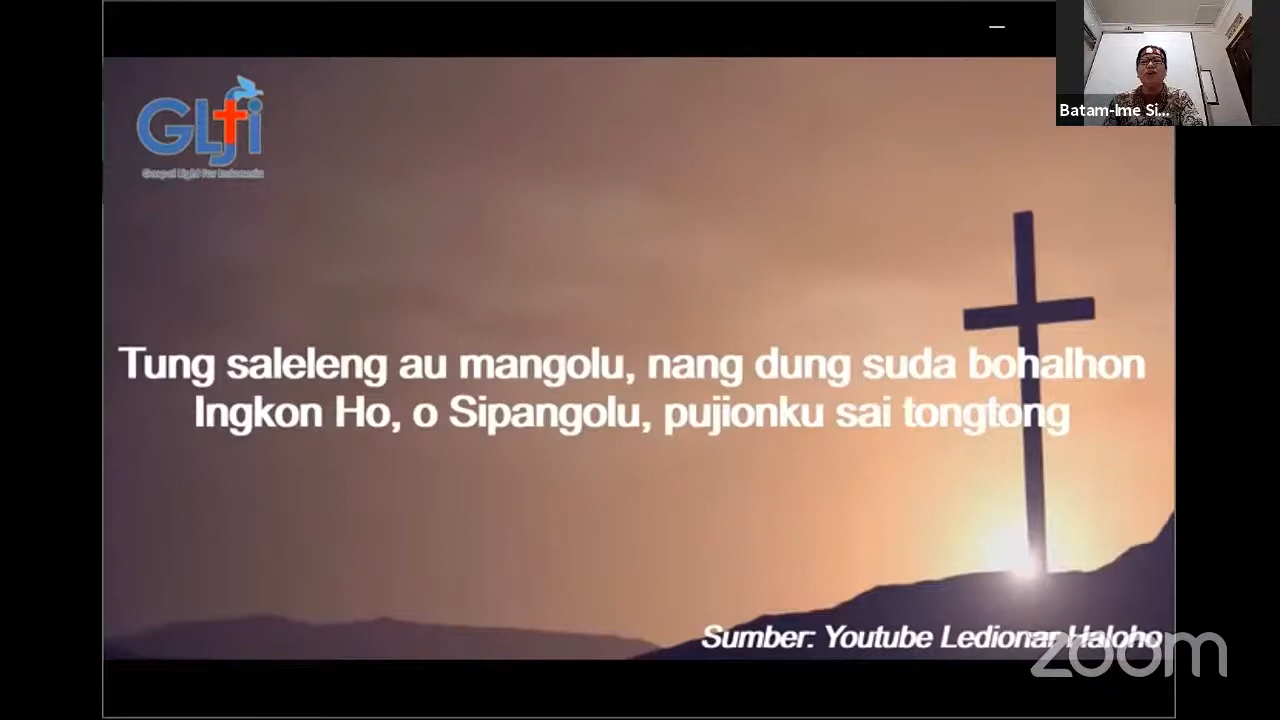 GLfi
Gospel Light For Indonesia
Batam-Ime Si...
Tung saleleng au mangolu, nang dung suda bohalhon
Ingkon Ho, o Sipangolu, pujionku sai tongtong
Sumber: Youtube Ledionar Haloho
zoom